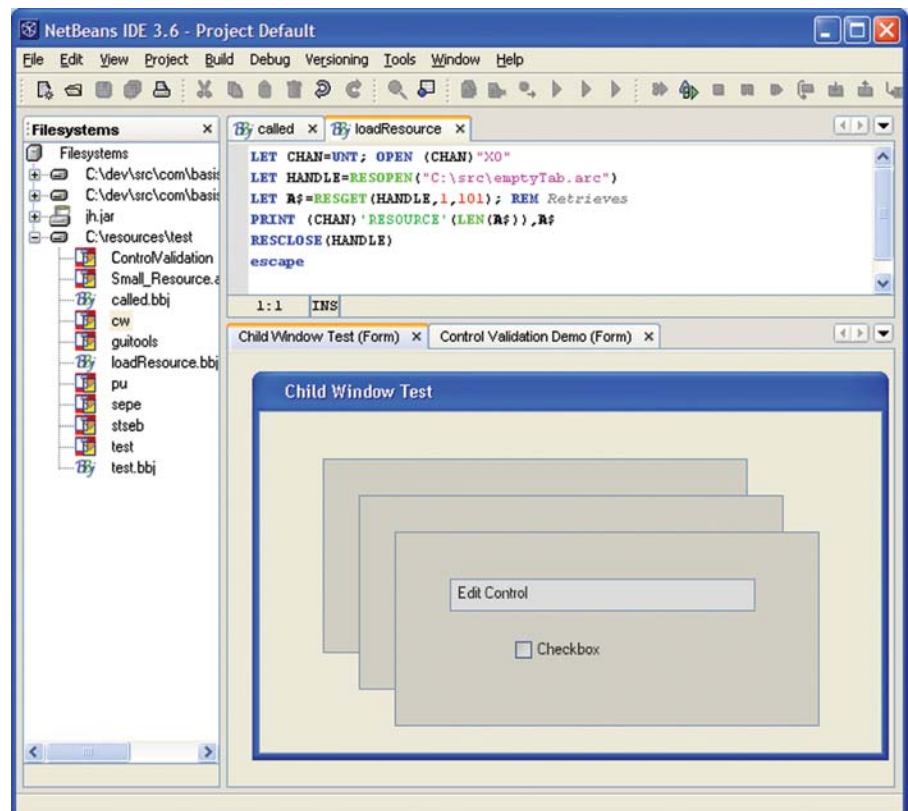 NetBeans IDE 3.6 - Project Default
File Edit View Project Build Debug Versioning Tools Window Help
Filesystems
Filesystems
C:\dev\src\com\basis
C:\dev\src\com\basis
jh.jar
C:\resources\test
ControlValidation
Small_Resource.a
called.bbj
cw
guitools
loadResource.bbj
pu
sepe
stseb
test
test.bbj
called loadResource
LET CHAN=UNT; OPEN (CHAN)"X0"
LET HANDLE=RESOPEN("C:\src\emptyTab.arc")
LET A$=RESGET(HANDLE,1,101); REM Retrieves
PRINT (CHAN)'RESOURCE'(LEN(A$)),A$
RESCLOSE(HANDLE)
escape
1:1 INS
Child Window Test (Form) Control Validation Demo (Form)
Child Window Test
Edit Control
Checkbox